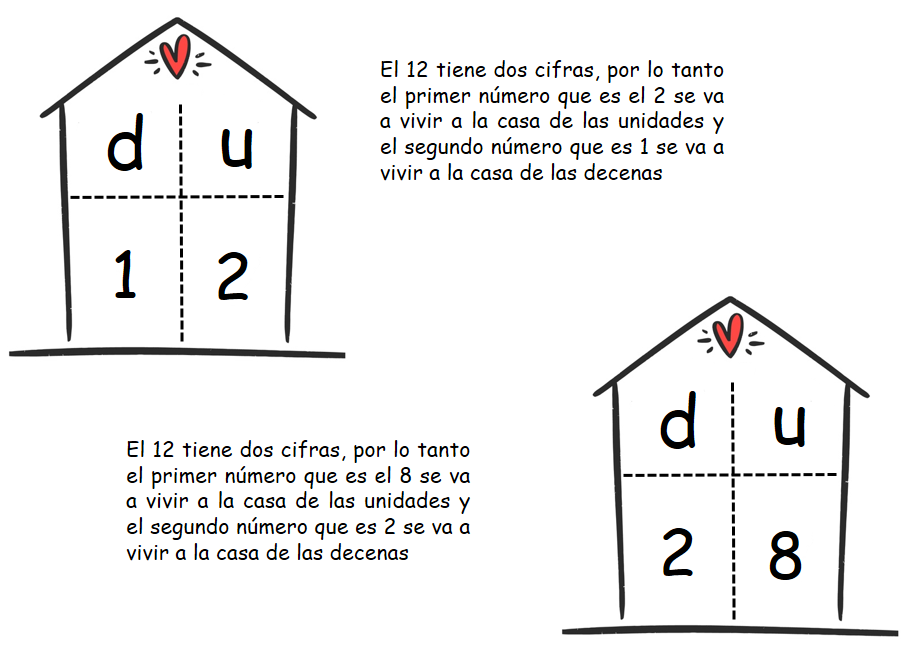 d u
1 2
El 12 tiene dos cifras, por lo tanto
el primer número que es el 2 se va
a vivir a la casa de las unidades y
el segundo número que es 1 se va a
vivir a la casa de las decenas
El 12 tiene dos cifras, por lo tanto
el primer número que es el 8 se va
a vivir a la casa de las unidades y
el segundo número que es 2 se va a
vivir a la casa de las decenas
d u
2 8